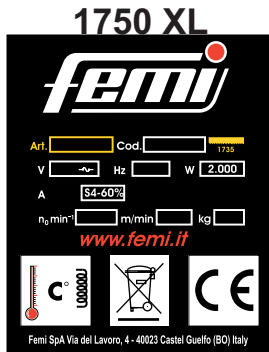 1750 XL
femi
Art. Cod. 1735
V Hz W 2.000
A S4-60%
n₀ min⁻¹ m/min kg
www.femi.it
C°
CE
Femi SpA Via del Lavoro, 4 - 40023 Castel Guelfo (BO) Italy